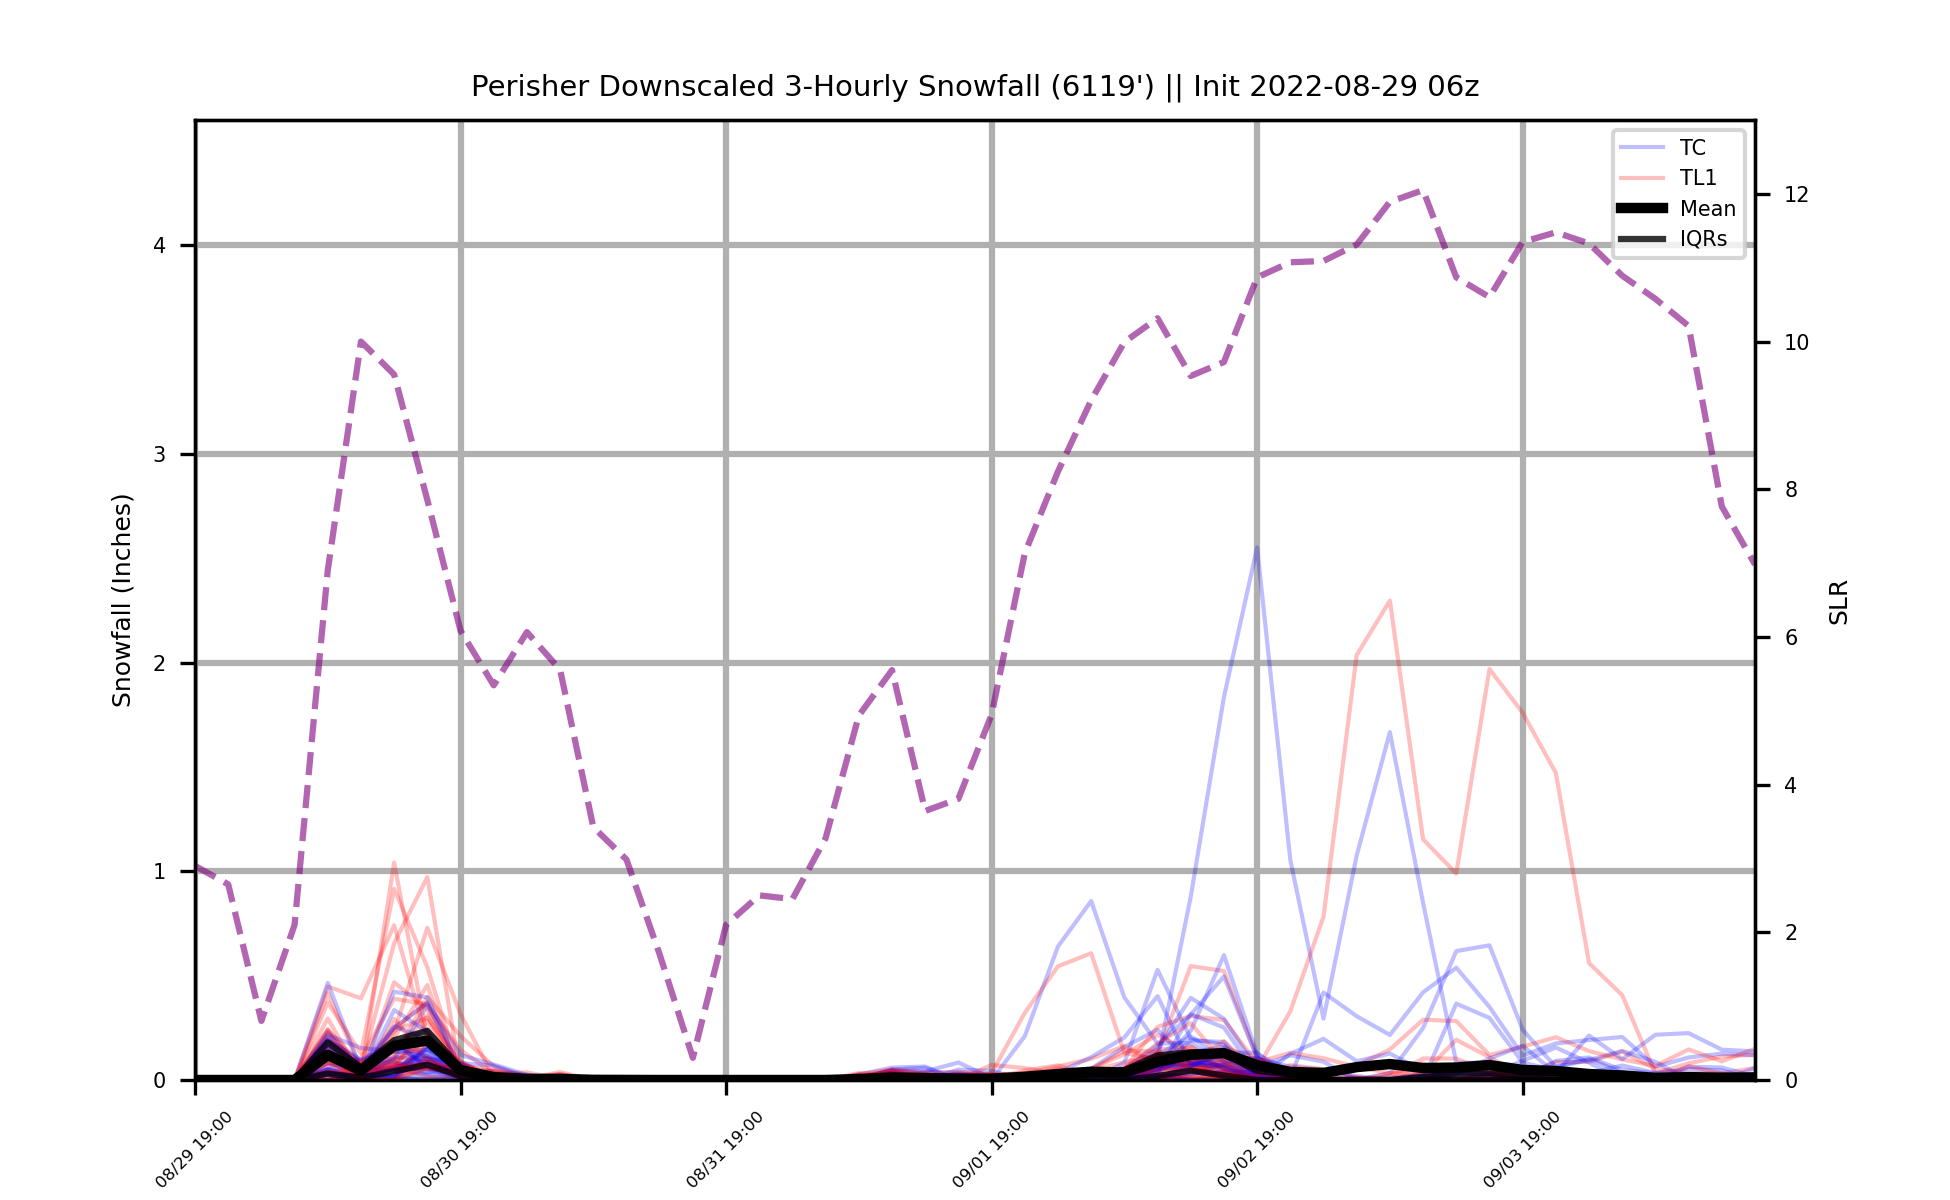 Perisher Downscaled 3-Hourly Snowfall (6119') || Init 2022-08-29 06z
TC
TL1
Mean
IQRs
Snowfall (Inches)
4
3
2
1
0
12
10
8
6
4
2
0
SLR
08/29 19:00
08/30 19:00
08/31 19:00
09/01 19:00
09/02 19:00
09/03 19:00